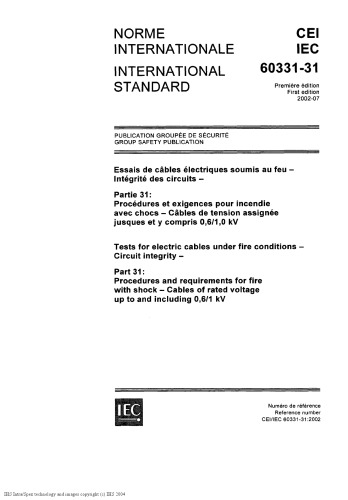 NORME
INTERNATIONALE
INTERNATIONAL
STANDARD
CEI
IEC
60331-31
Première édition
First edition
2002-07
PUBLICATION GROUPÉE DE SÉCURITÉ
GROUP SAFETY PUBLICATION
Essais de câbles électriques soumis au feu –
Intégrité des circuits –
Partie 31:
Procédures et exigences pour incendie
avec chocs – Câbles de tension assignée
jusques et y compris 0,6/1,0 kV
Tests for electric cables under fire conditions –
Circuit integrity –
Part 31:
Procedures and requirements for fire
with shock – Cables of rated voltage
up to and including 0,6/1 kV
IEC
Numéro de référence
Reference number
CEI/IEC 60331-31:2002
IHS InterSpec technology and images copyright (c) IHS 2004